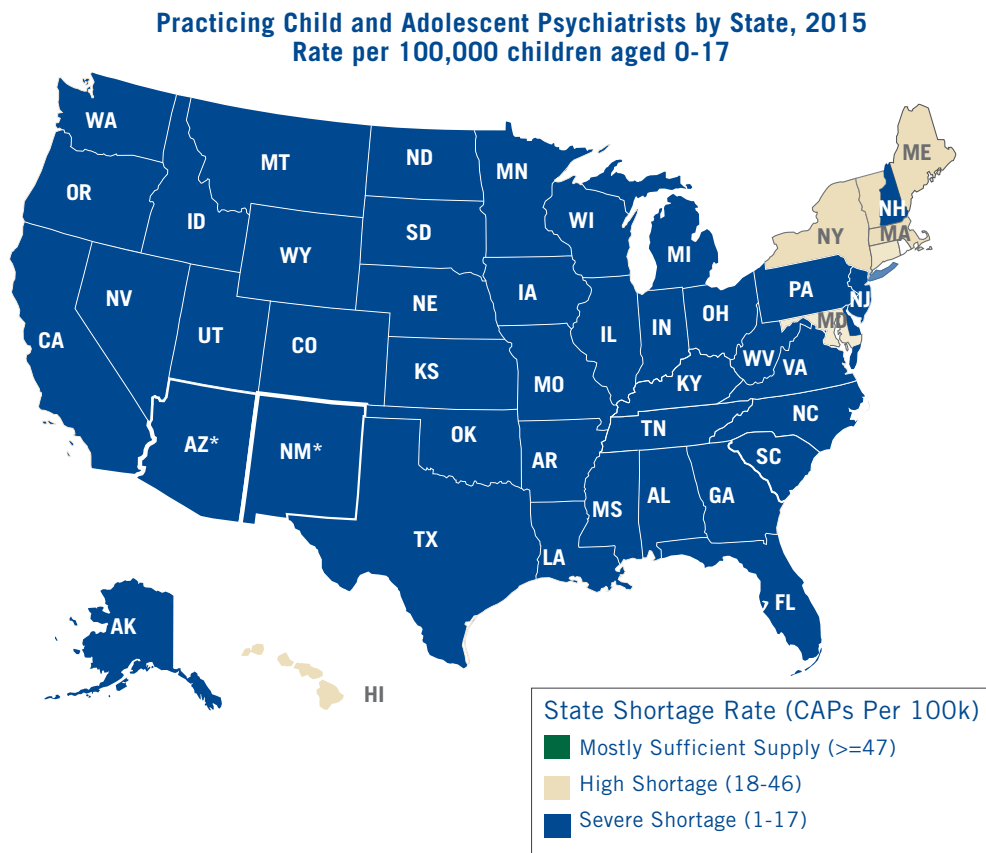 Practicing Child and Adolescent Psychiatrists by State, 2015
Rate per 100,000 children aged 0-17
WA
MT
ND
MN
ME
OR
ID
SD
WI
NH
WY
MI
NY
MA
NV
NE
IA
PA
NJ
CA
UT
CO
IL
IN
OH
MD
KS
MO
KY
WV
VA
AZ*
NM*
OK
AR
TN
NC
SC
MS
AL
GA
TX
LA
FL
AK
HI
State Shortage Rate (CAPs Per 100k)
Mostly Sufficient Supply (>=47)
High Shortage (18-46)
Severe Shortage (1-17)